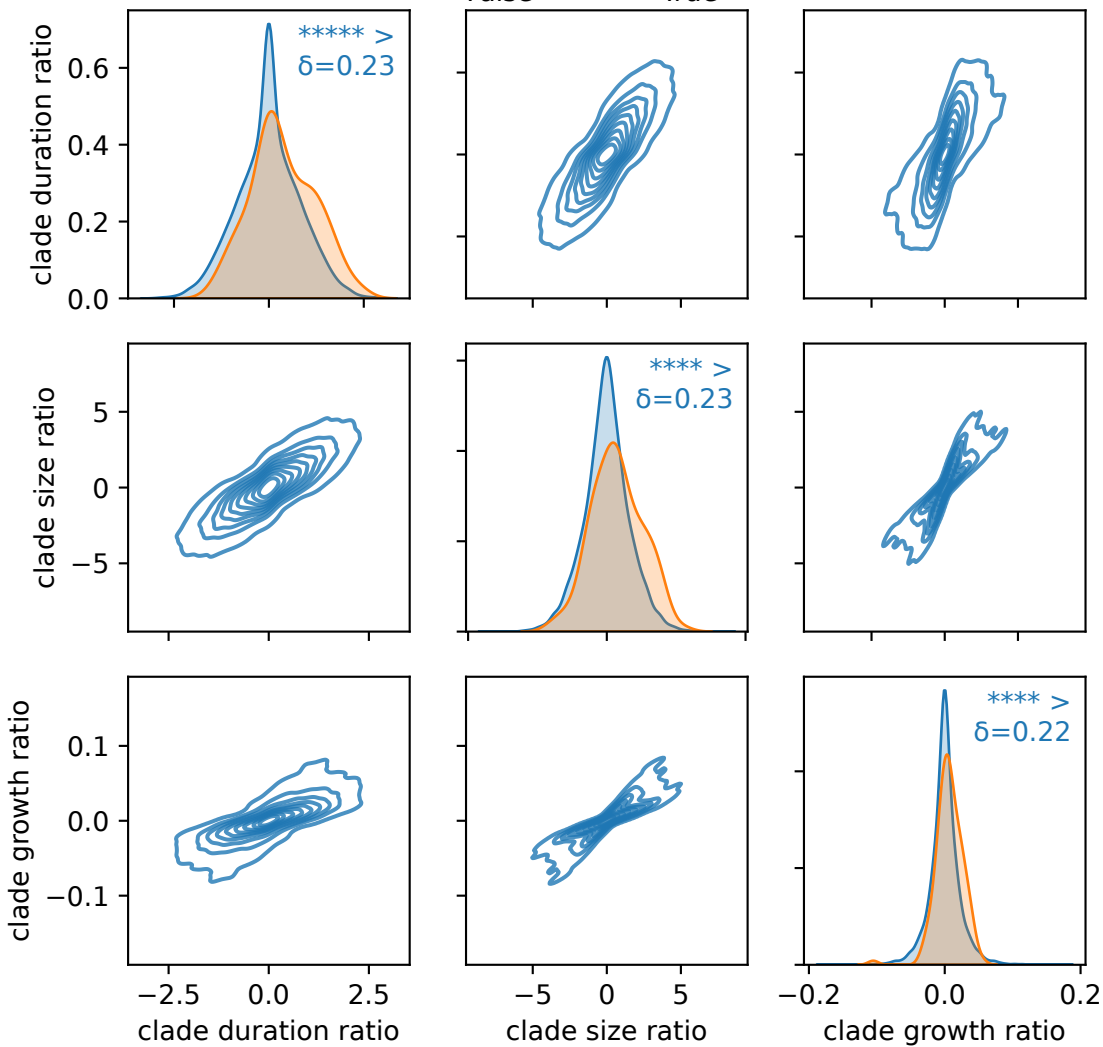 ***** >
δ=0.23
clade duration ratio
0.6
0.4
0.2
0.0
**** >
δ=0.23
clade size ratio
5
0
−5
**** >
δ=0.22
clade growth ratio
0.1
0.0
−0.1
−2.5 0.0 2.5
−5 0 5
−0.2 0.0 0.2
clade duration ratio
clade size ratio
clade growth ratio